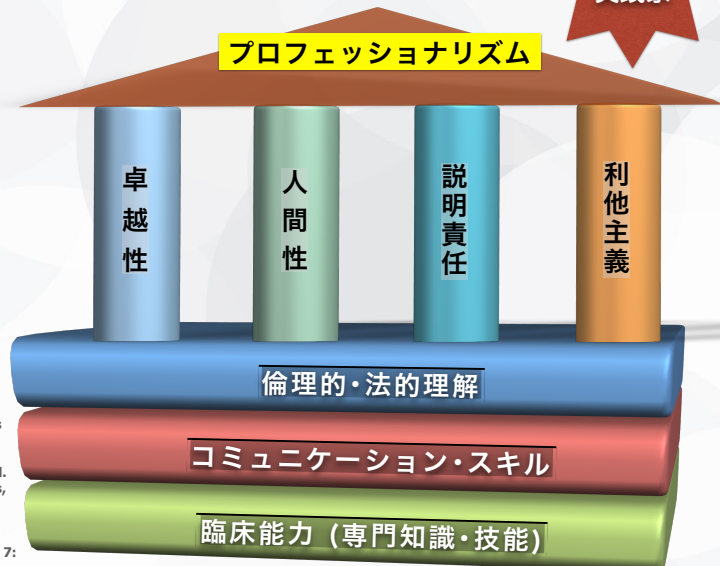 プロフェッショナリズム
卓越性
人間性
説明責任
利他主義
倫理的・法的理解
コミュニケーション・スキル
臨床能力 (専門知識・技能)
7: